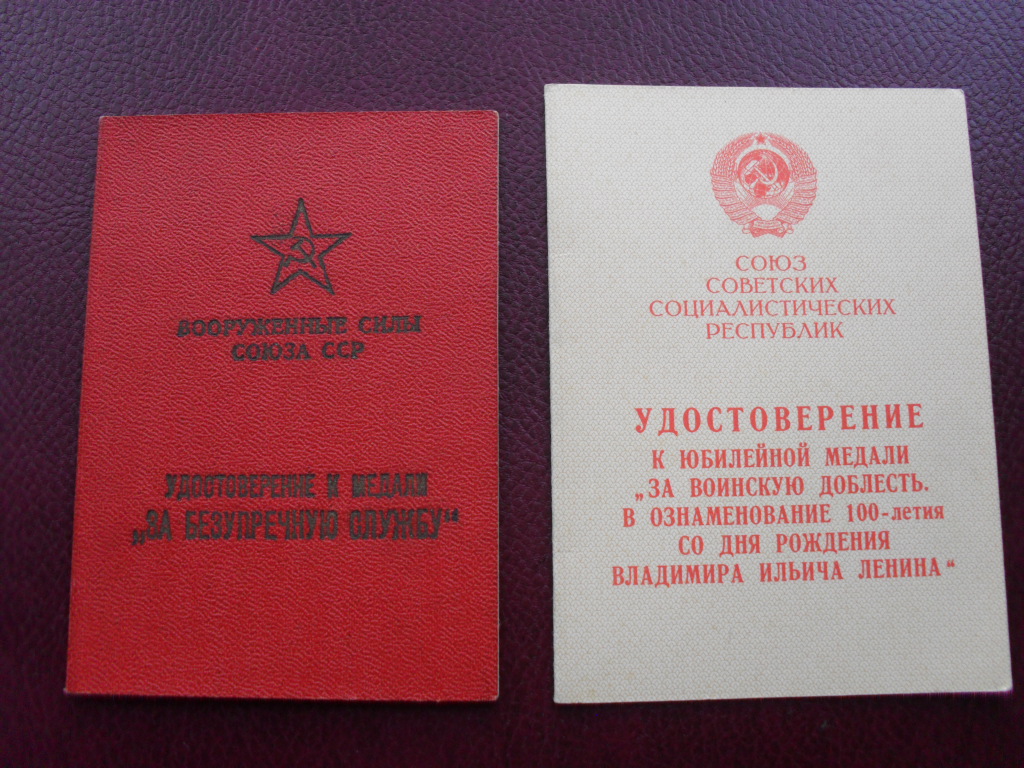 ВООРУЖЕННЫЕ СИЛЫ
СОЮЗА ССР
УДОСТОВЕРЕНИЕ К МЕДАЛИ
„ЗА БЕЗУПРЕЧНУЮ СЛУЖБУ“
СОЮЗ
СОВЕТСКИХ
СОЦИАЛИСТИЧЕСКИХ
РЕСПУБЛИК
УДОСТОВЕРЕНИЕ
К ЮБИЛЕЙНОЙ МЕДАЛИ
„ЗА ВОИНСКУЮ ДОБЛЕСТЬ.
В ОЗНАМЕНОВАНИЕ 100-летия
СО ДНЯ РОЖДЕНИЯ
ВЛАДИМИРА ИЛЬИЧА ЛЕНИНА“